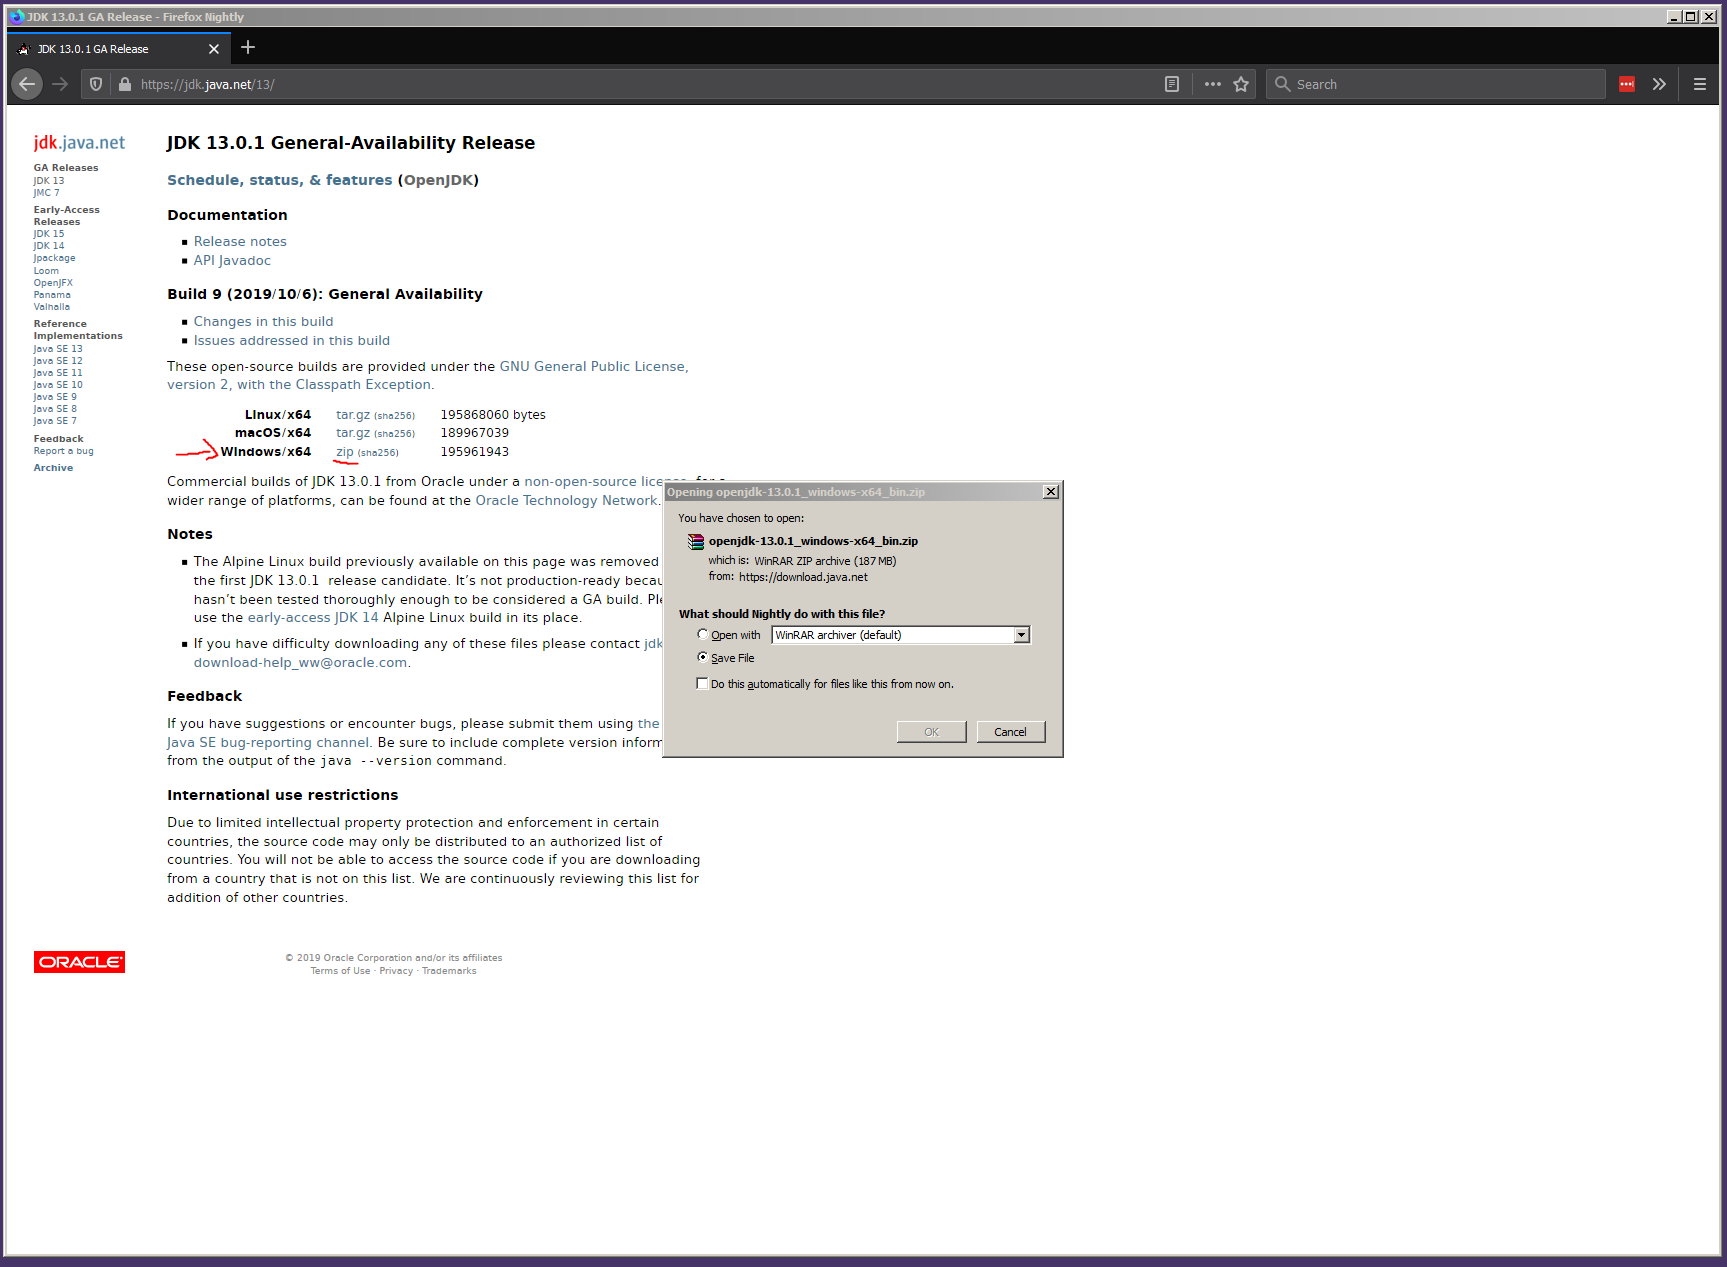 JDK 13.0.1 GA Release - Firefox Nightly
JDK 13.0.1 GA Release
https://jdk.java.net/13/
Search
jdk.java.net
GA Releases
JDK 13
JMC 7
Early-Access
Releases
JDK 15
JDK 14
Jpackage
Loom
OpenJFX
Panama
Valhalla
Reference
Implementations
Java SE 13
Java SE 12
Java SE 11
Java SE 10
Java SE 9
Java SE 8
Java SE 7
Feedback
Report a bug
Archive
JDK 13.0.1 General-Availability Release
Schedule, status, & features (OpenJDK)
Documentation
Release notes
API Javadoc
Build 9 (2019/10/6): General Availability
Changes in this build
Issues addressed in this build
These open-source builds are provided under the GNU General Public License,
version 2, with the Classpath Exception.
Linux/x64 tar.gz (sha256) 195868060 bytes
macOS/x64 tar.gz (sha256) 189967039
Windows/x64 zip (sha256) 195961943
Commercial builds of JDK 13.0.1 from Oracle under a non-open-source license, for a
wider range of platforms, can be found at the Oracle Technology Network.
Notes
The Alpine Linux build previously available on this page was removed
the first JDK 13.0.1 release candidate. It’s not production-ready becau
hasn’t been tested thoroughly enough to be considered a GA build. Ple
use the early-access JDK 14 Alpine Linux build in its place.
If you have difficulty downloading any of these files please contact jdk
download-help_ww@oracle.com.
Feedback
If you have suggestions or encounter bugs, please submit them using the
Java SE bug-reporting channel. Be sure to include complete version inform
from the output of the java --version command.
International use restrictions
Due to limited intellectual property protection and enforcement in certain
countries, the source code may only be distributed to an authorized list of
countries. You will not be able to access the source code if you are downloading
from a country that is not on this list. We are continuously reviewing this list for
addition of other countries.
ORACLE
© 2019 Oracle Corporation and/or its affiliates
Terms of Use · Privacy · Trademarks
Opening openjdk-13.0.1_windows-x64_bin.zip
You have chosen to open:
openjdk-13.0.1_windows-x64_bin.zip
which is: WinRAR ZIP archive (187 MB)
from: https://download.java.net
What should Nightly do with this file?
Open with WinRAR archiver (default)
Save File
Do this automatically for files like this from now on.
OK Cancel